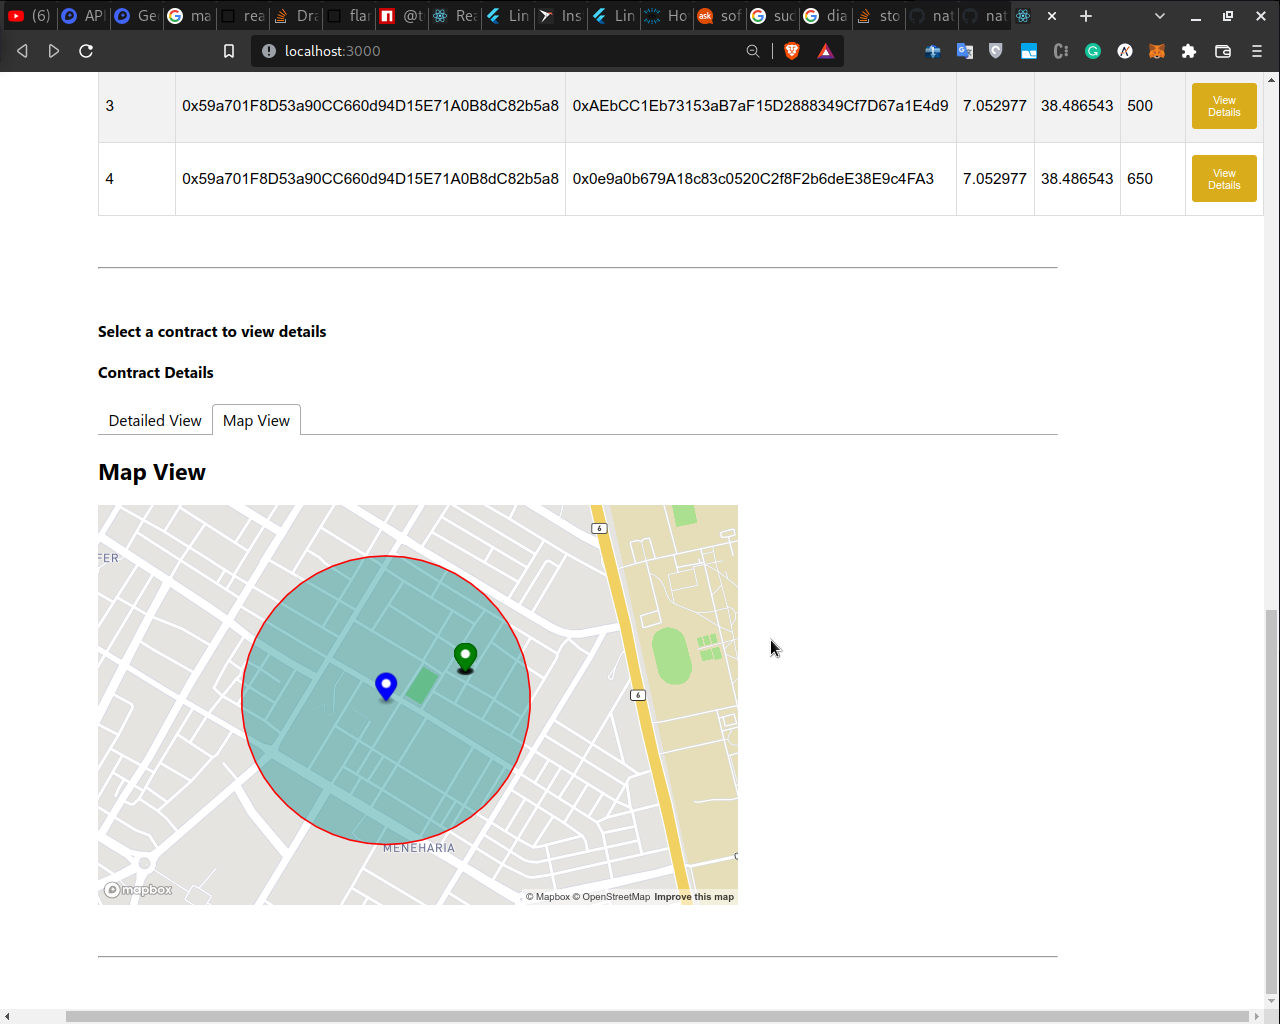 (6) API Ge ma rea Dra flar @t Rea Lin Ins Lin Ho sof suc dia sto nat nat
localhost:3000
3 0x59a701F8D53a90CC660d94D15E71A0B8dC82b5a8 0xAEbCC1Eb73153aB7aF15D2888349Cf7D67a1E4d9 7.052977 38.486543 500 View Details
4 0x59a701F8D53a90CC660d94D15E71A0B8dC82b5a8 0x0e9a0b679A18c83c0520C2f8F2b6deE38E9c4FA3 7.052977 38.486543 650 View Details
Select a contract to view details
Contract Details
Detailed View Map View
Map View
6
FER
6
MENEHARIA
mapbox
© Mapbox © OpenStreetMap Improve this map